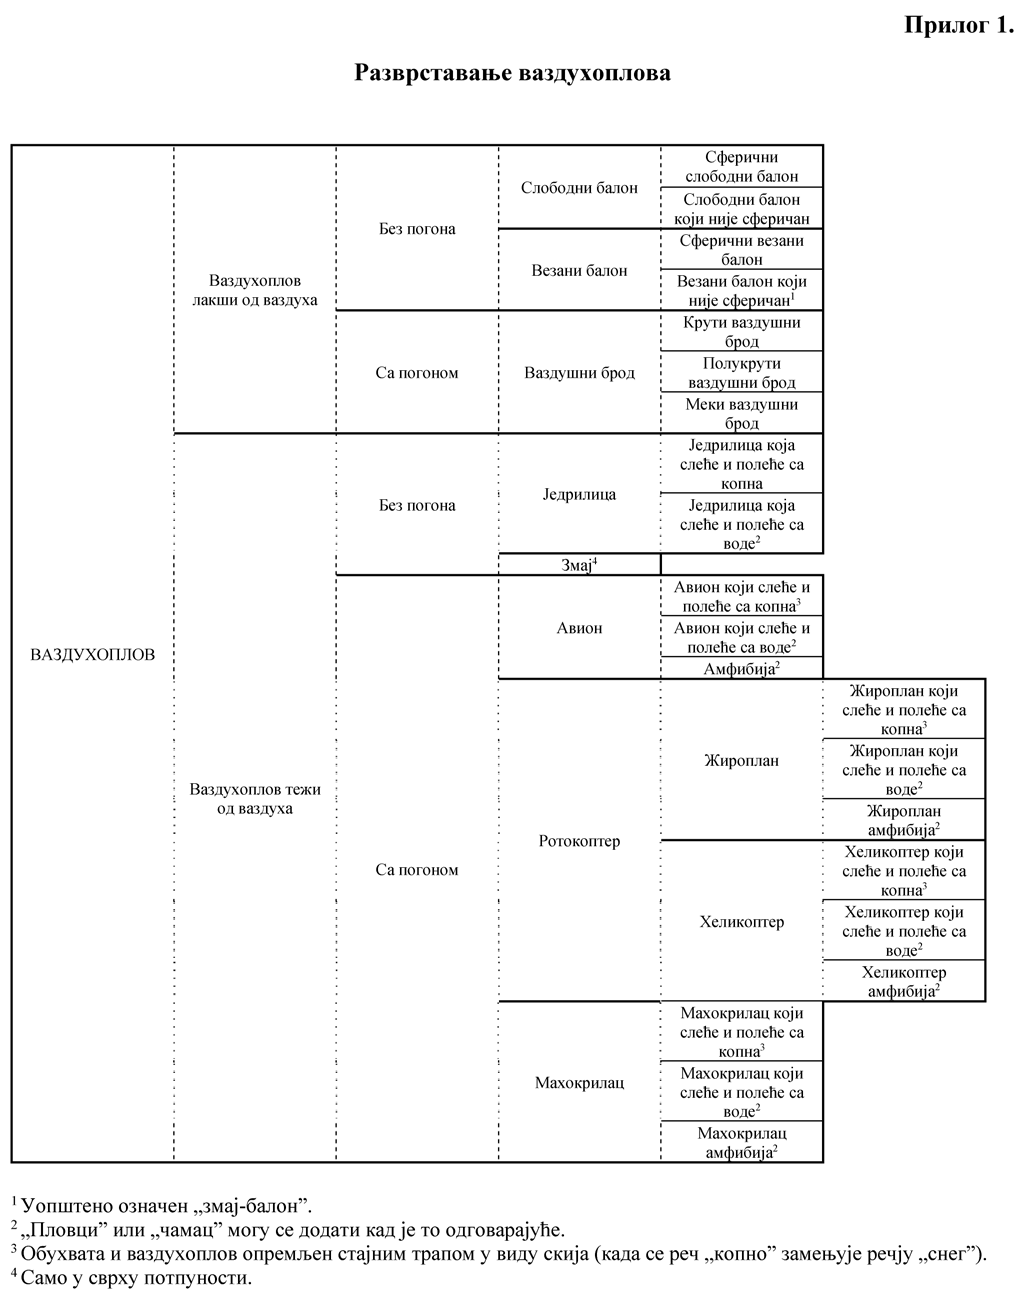 Прилог 1.
Разврставање ваздухоплова
ВАЗДУХОПЛОВ
Ваздухоплов
лакши од ваздуха
Без погона
Слободни балон
Сферични
слободни балон
Слободни балон
који није сферичан
Везани балон
Сферични везани
балон
Везани балон који
није сферичан¹
Са погоном
Ваздушни брод
Крути ваздушни
брод
Полукрути
ваздушни брод
Меки ваздушни
брод
Ваздухоплов тежи
од ваздуха
Без погона
Једрилица
Једрилица која
слеће и полеће са
копна
Једрилица која
слеће и полеће са
воде²
Змај⁴
Са погоном
Авион
Авион који слеће и
полеће са копна³
Авион који слеће и
полеће са воде²
Амфибија²
Ротокоптер
Жироплан
Жироплан који
слеће и полеће са
копна³
Жироплан који
слеће и полеће са
воде²
Жироплан
амфибија²
Хеликоптер
Хеликоптер који
слеће и полеће са
копна³
Хеликоптер који
слеће и полеће са
воде²
Хеликоптер
амфибија²
Махокрилац
Махокрилац који
слеће и полеће са
копна³
Махокрилац који
слеће и полеће са
воде²
Махокрилац
амфибија²
¹ Уопштено означен „змај-балон”.
² „Пловци” или „чамац” могу се додати кад је то одговарајуће.
³ Обухвата и ваздухоплов опремљен стајним трапом у виду скија (када се реч „копно” замењује речју „снег”).
⁴ Само у сврху потпуности.